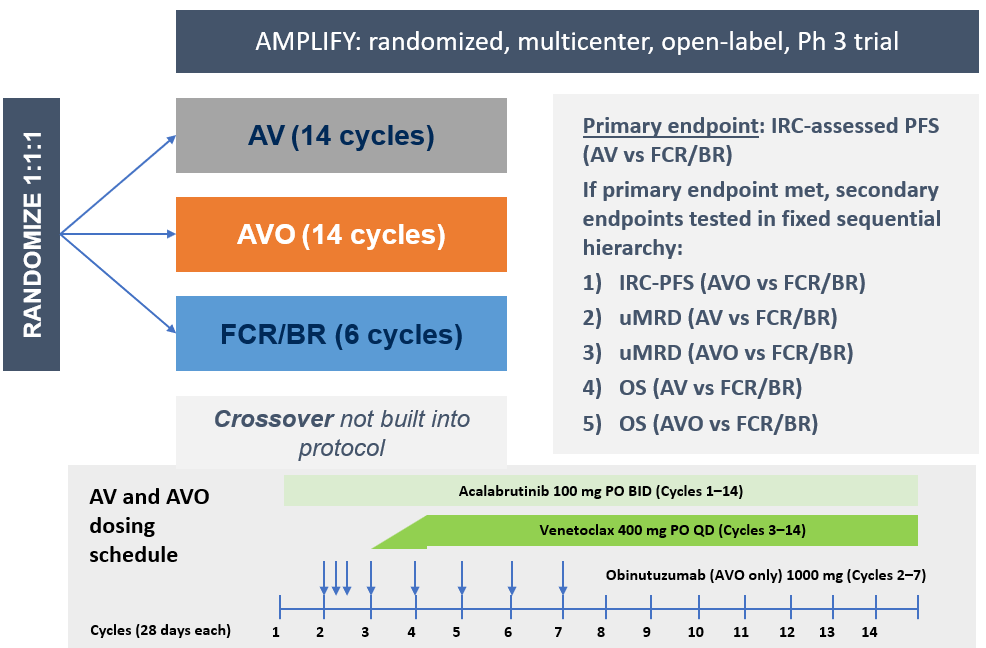 AMPLIFY: randomized, multicenter, open-label, Ph 3 trial
RANDOMIZE 1:1:1
AV (14 cycles)
AVO (14 cycles)
FCR/BR (6 cycles)
Crossover not built into
protocol
Primary endpoint: IRC-assessed PFS
(AV vs FCR/BR)
If primary endpoint met, secondary
endpoints tested in fixed sequential
hierarchy:
1) IRC-PFS (AVO vs FCR/BR)
2) uMRD (AV vs FCR/BR)
3) uMRD (AVO vs FCR/BR)
4) OS (AV vs FCR/BR)
5) OS (AVO vs FCR/BR)
AV and AVO
dosing
schedule
Acalabrutinib 100 mg PO BID (Cycles 1–14)
Venetoclax 400 mg PO QD (Cycles 3–14)
Obinutuzumab (AVO only) 1000 mg (Cycles 2–7)
Cycles (28 days each) 1 2 3 4 5 6 7 8 9 10 11 12 13 14